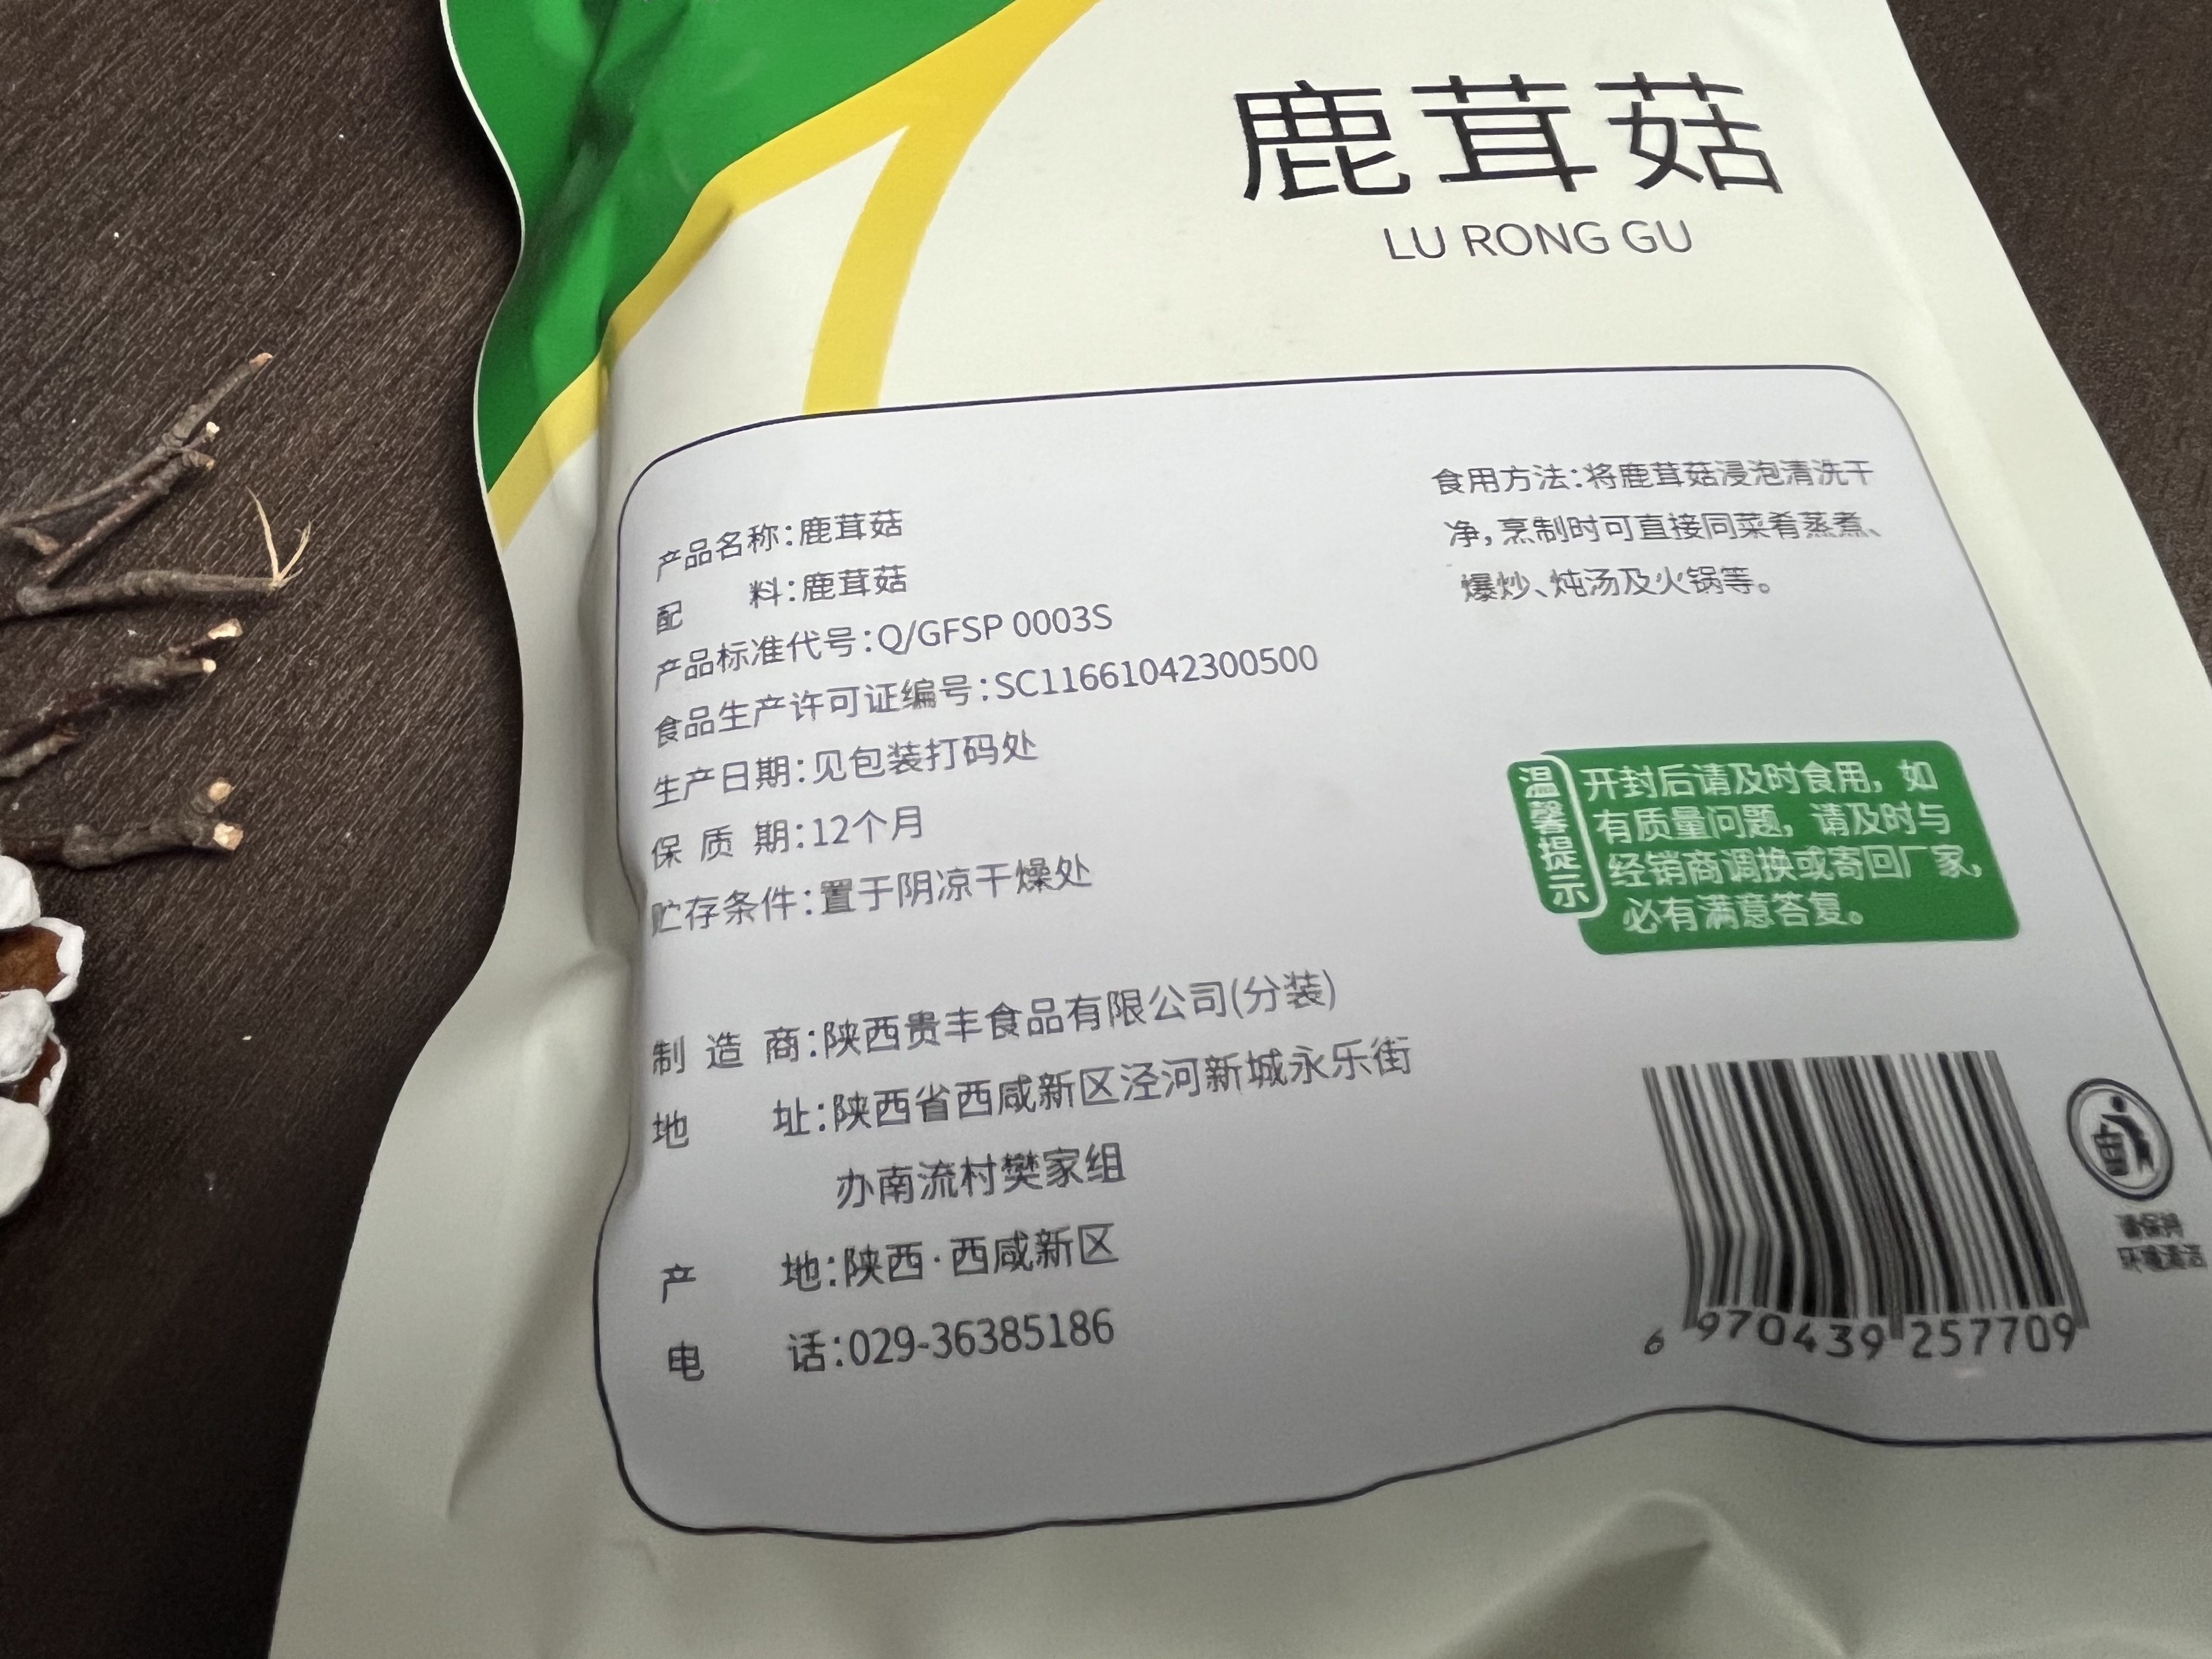 鹿茸菇
LU RONG GU
产品名称:鹿茸菇
配 料:鹿茸菇
产品标准代号:Q/GFSP 0003S
食品生产许可证编号:SC11661042300500
生产日期:见包装打码处
保 质 期:12个月
贮存条件:置于阴凉干燥处
制 造 商:陕西贵丰食品有限公司(分装)
地 址:陕西省西咸新区泾河新城永乐街
办南流村樊家组
产 地:陕西·西咸新区
电 话:029-36385186
食用方法:将鹿茸菇浸泡清洗干
净,烹制时可直接同菜肴蒸煮、
爆炒、炖汤及火锅等。
温馨提示
开封后请及时食用,如
有质量问题,请及时与
经销商调换或寄回厂家,
必有满意答复。
6 970439 257709
请保持
环境清洁